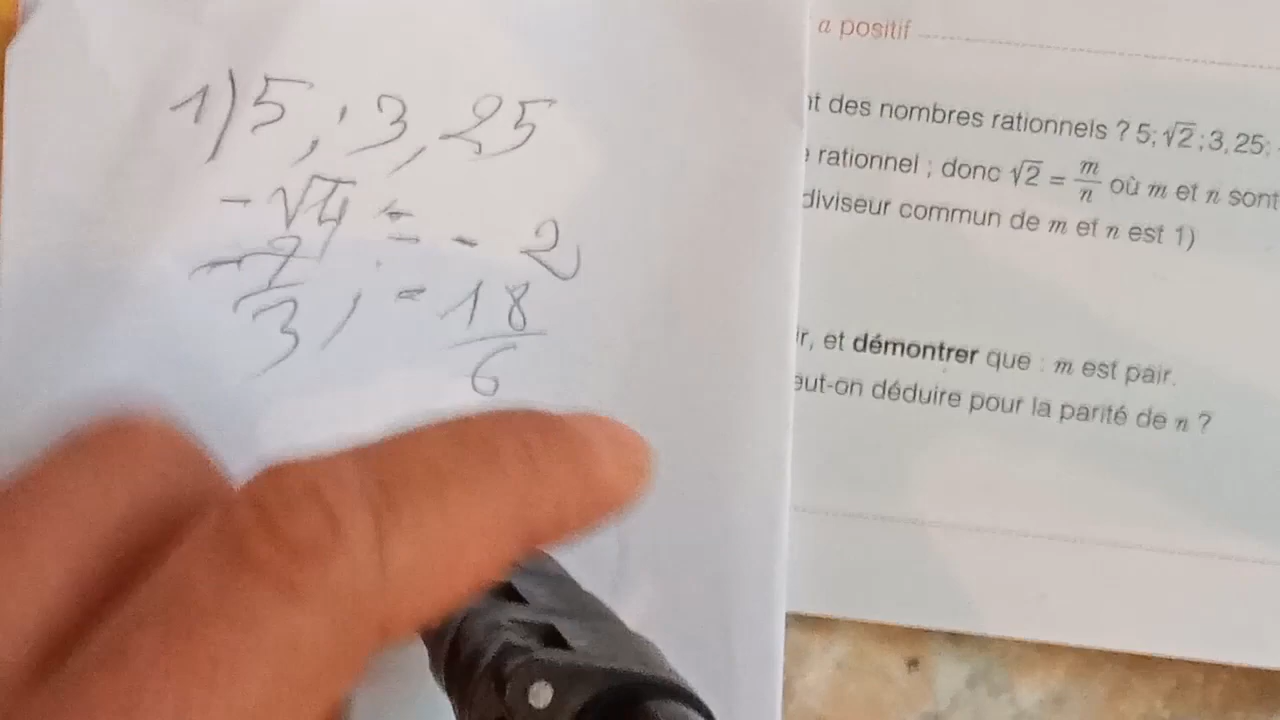 1) 5 ; 3,25
-√4 = -2
-7/3 ; -18/6
a positif
des nombres rationnels ? 5; √2 ; 3,25;
rationnel ; donc √2 = m/n où m et n sont
diviseur commun de m et n est 1)
et démontrer que : m est pair.
-on déduire pour la parité de n ?